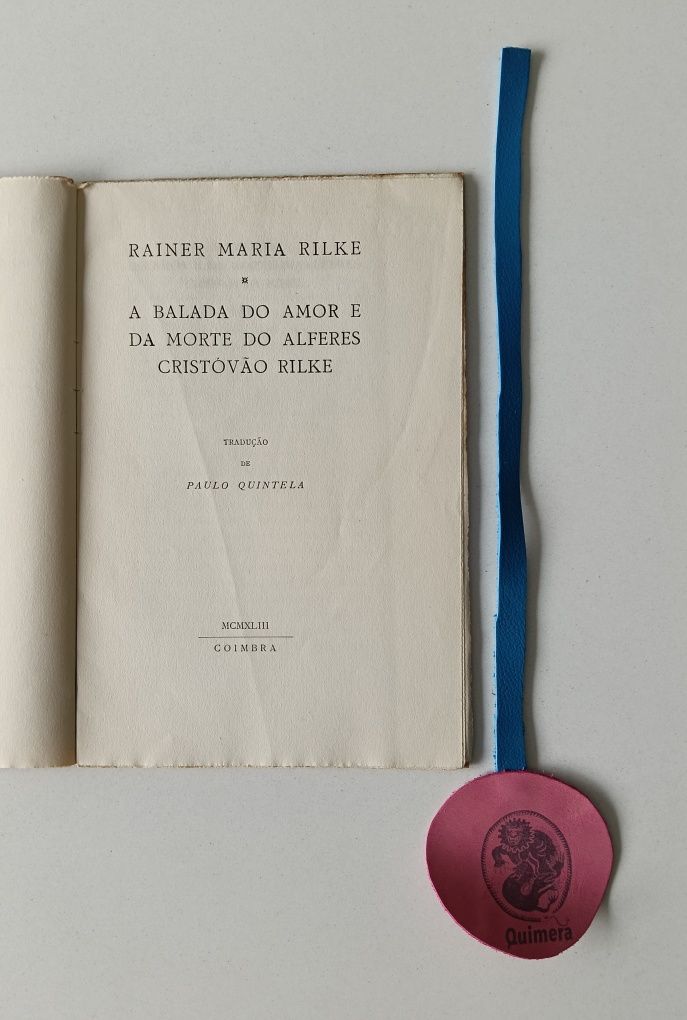 RAINER MARIA RILKE
A BALADA DO AMOR E
DA MORTE DO ALFERES
CRISTÓVÃO RILKE
TRADUÇÃO
DE
PAULO QUINTELA
MCMXLIII
COIMBRA
Quimera